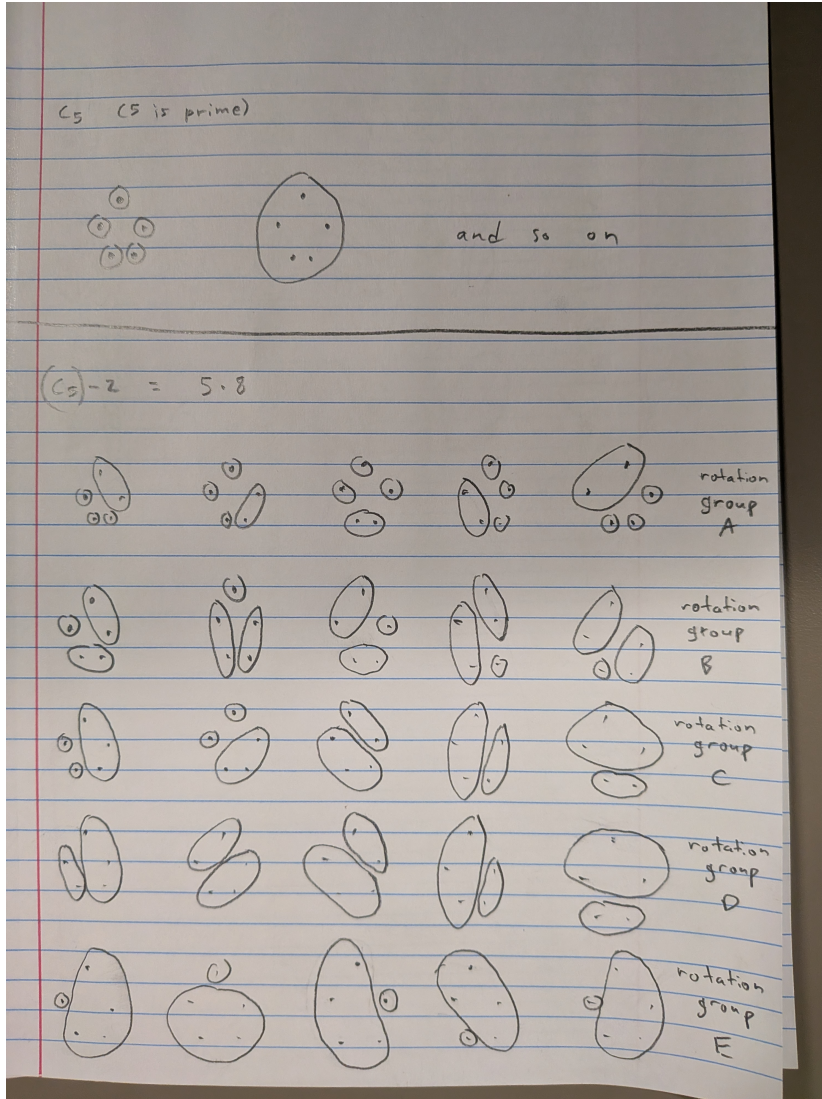 C5 (5 is prime)
and so on
(C5)-2 = 5·8
rotation
group
A
rotation
group
B
rotation
group
C
rotation
group
D
rotation
group
E